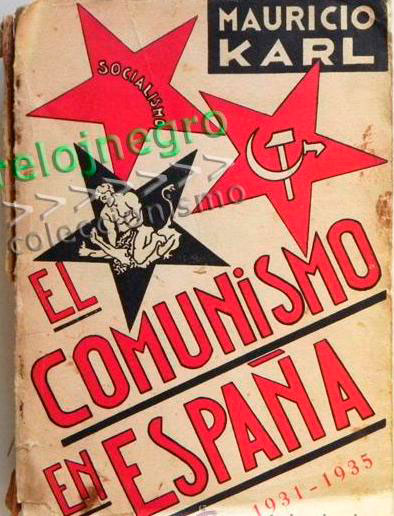 MAURICIO
KARL
SOCIALISMO
relojnegro
coleccionismo
EL
COMUNiSMO
EN ESPAÑA
1931-1935